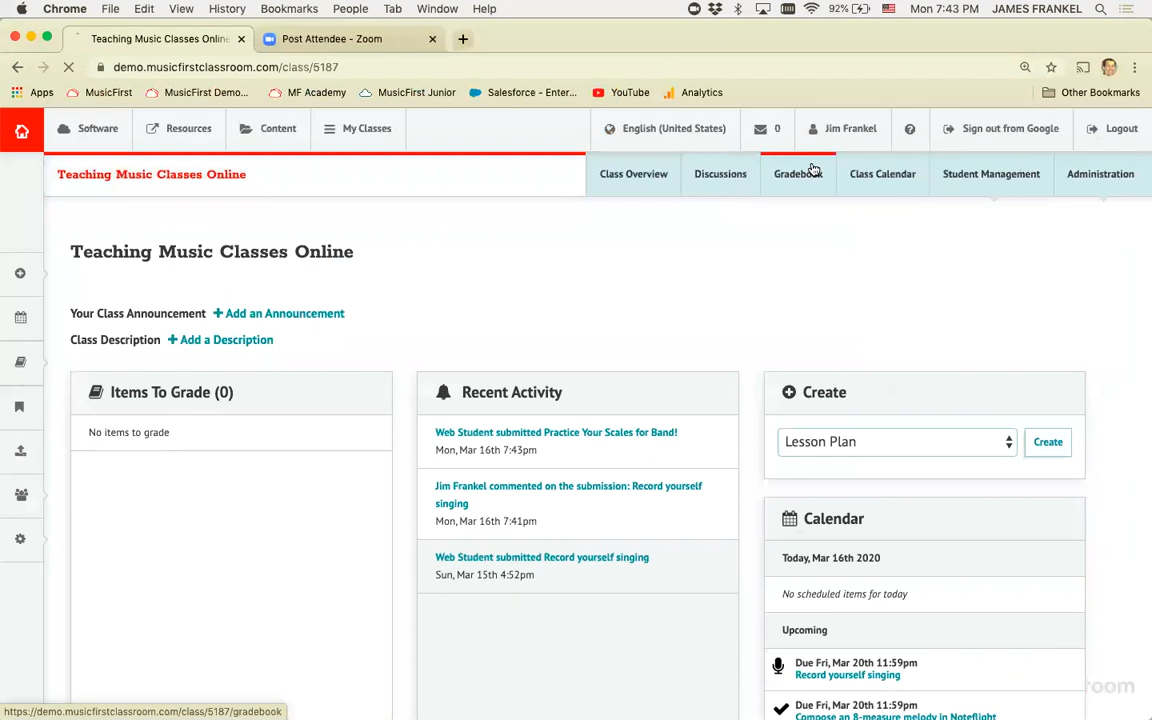 Chrome File Edit View History Bookmarks People Tab Window Help 92% Mon 7:43 PM JAMES FRANKEL
Teaching Music Classes Online Post Attendee - Zoom
demo.musicfirstclassroom.com/class/5187
Apps MusicFirst MusicFirst Demo... MF Academy MusicFirst Junior Salesforce - Enter... YouTube Analytics Other Bookmarks
Software Resources Content My Classes English (United States) 0 Jim Frankel Sign out from Google Logout
Teaching Music Classes Online Class Overview Discussions Gradebook Class Calendar Student Management Administration
Teaching Music Classes Online
Your Class Announcement + Add an Announcement
Class Description + Add a Description
Items To Grade (0)
No items to grade
Recent Activity
Web Student submitted Practice Your Scales for Band!
Mon, Mar 16th 7:43pm
Jim Frankel commented on the submission: Record yourself
singing
Mon, Mar 16th 7:41pm
Web Student submitted Record yourself singing
Sun, Mar 15th 4:52pm
Create
Lesson Plan Create
Calendar
Today, Mar 16th 2020
No scheduled items for today
Upcoming
Due Fri, Mar 20th 11:59pm
Record yourself singing
Due Fri, Mar 20th 11:59pm
Compose an 8-measure melody in Noteflight
room
https://demo.musicfirstclassroom.com/class/5187/gradebook